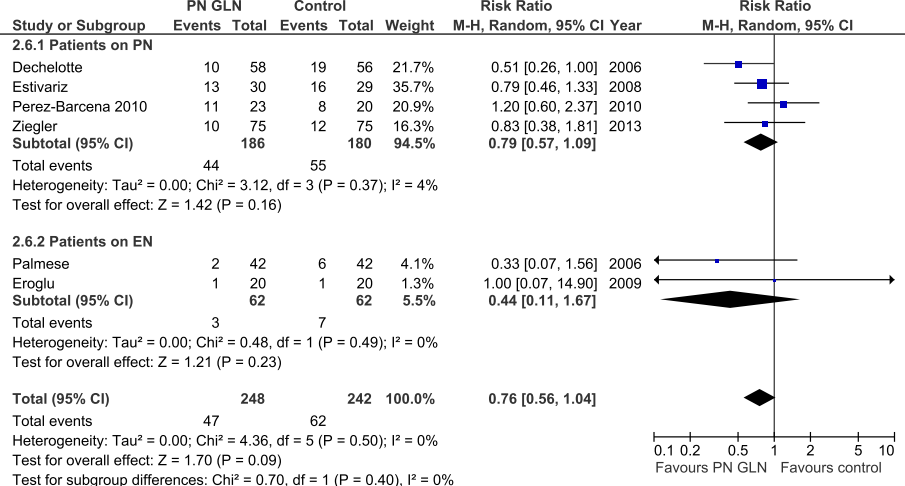 PN GLN Control Risk Ratio Risk Ratio
Study or Subgroup Events Total Events Total Weight M-H, Random, 95% CI Year M-H, Random, 95% CI
2.6.1 Patients on PN
Dechelotte 10 58 19 56 21.7% 0.51 [0.26, 1.00] 2006
Estivariz 13 30 16 29 35.7% 0.79 [0.46, 1.33] 2008
Perez-Barcena 2010 11 23 8 20 20.9% 1.20 [0.60, 2.37] 2010
Ziegler 10 75 12 75 16.3% 0.83 [0.38, 1.81] 2013
Subtotal (95% CI) 186 180 94.5% 0.79 [0.57, 1.09]
Total events 44 55
Heterogeneity: Tau² = 0.00; Chi² = 3.12, df = 3 (P = 0.37); I² = 4%
Test for overall effect: Z = 1.42 (P = 0.16)
2.6.2 Patients on EN
Palmese 2 42 6 42 4.1% 0.33 [0.07, 1.56] 2006
Eroglu 1 20 1 20 1.3% 1.00 [0.07, 14.90] 2009
Subtotal (95% CI) 62 62 5.5% 0.44 [0.11, 1.67]
Total events 3 7
Heterogeneity: Tau² = 0.00; Chi² = 0.48, df = 1 (P = 0.49); I² = 0%
Test for overall effect: Z = 1.21 (P = 0.23)
Total (95% CI) 248 242 100.0% 0.76 [0.56, 1.04]
Total events 47 62
Heterogeneity: Tau² = 0.00; Chi² = 4.36, df = 5 (P = 0.50); I² = 0%
Test for overall effect: Z = 1.70 (P = 0.09)
Test for subgroup differences: Chi² = 0.70, df = 1 (P = 0.40), I² = 0%
0.1 0.2 0.5 1 2 5 10
Favours PN GLN Favours control